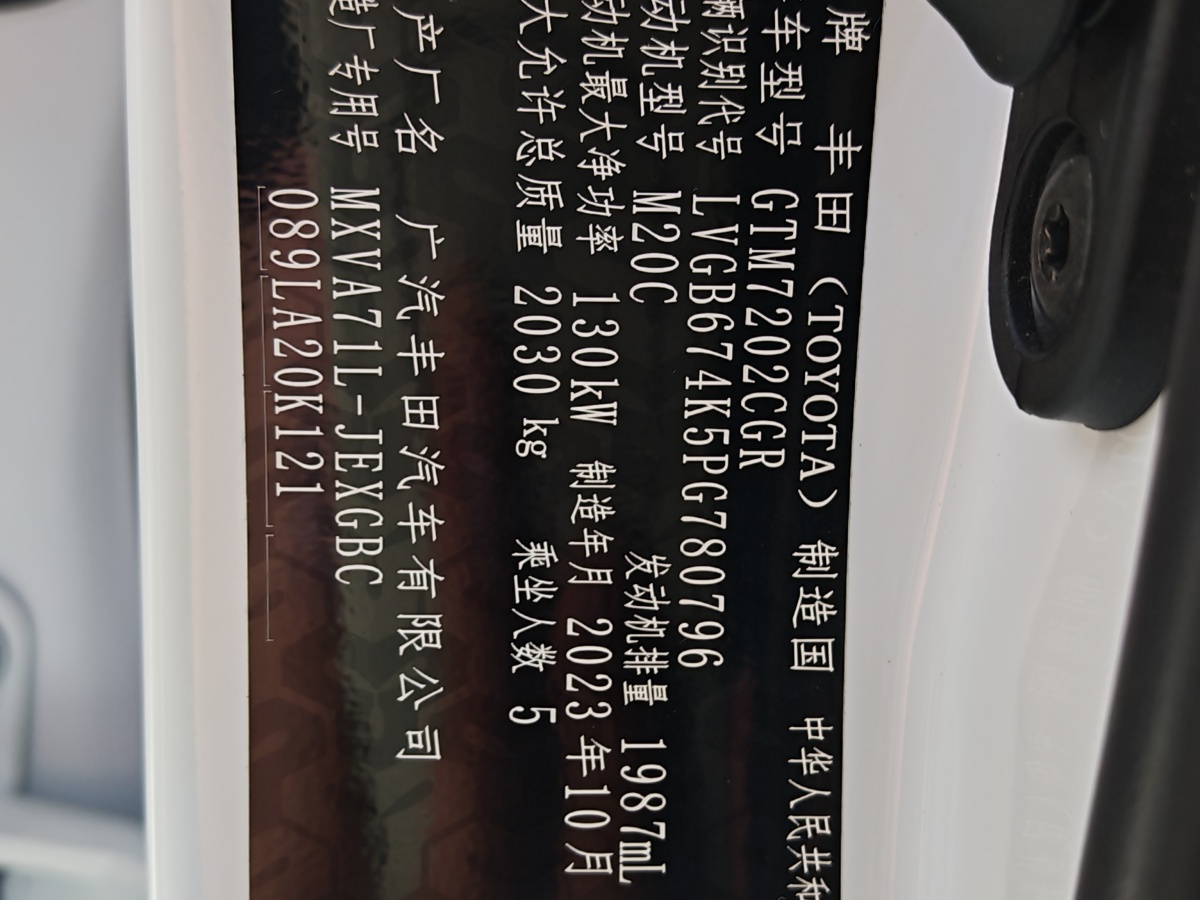 牌 丰田 (TOYOTA) 制造国 中华人民共和
车型号 GTM7202CGR
辆识别代号 LVGB674K5PG780796
动机型号 M20C 发动机排量 1987mL
动机最大净功率 130kW 制造年月 2023年10月
大允许总质量 2030 kg 乘坐人数 5
产厂名 广汽丰田汽车有限公司
造厂专用号 MXVA71L-JEXGBC
089LA20K121